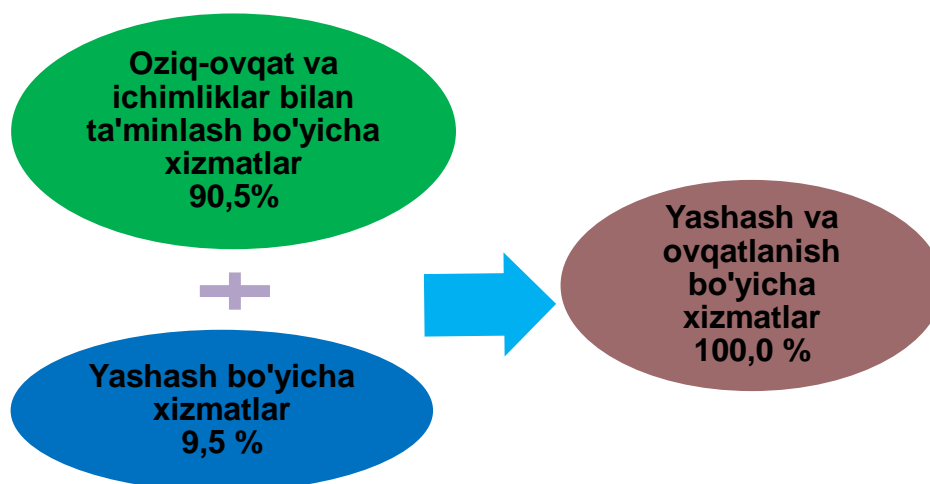 Oziq-ovqat va
ichimliklar bilan
ta'minlash bo'yicha
xizmatlar
90,5%
Yashash bo'yicha
xizmatlar
9,5 %
Yashash va
ovqatlanish
bo'yicha
xizmatlar
100,0 %